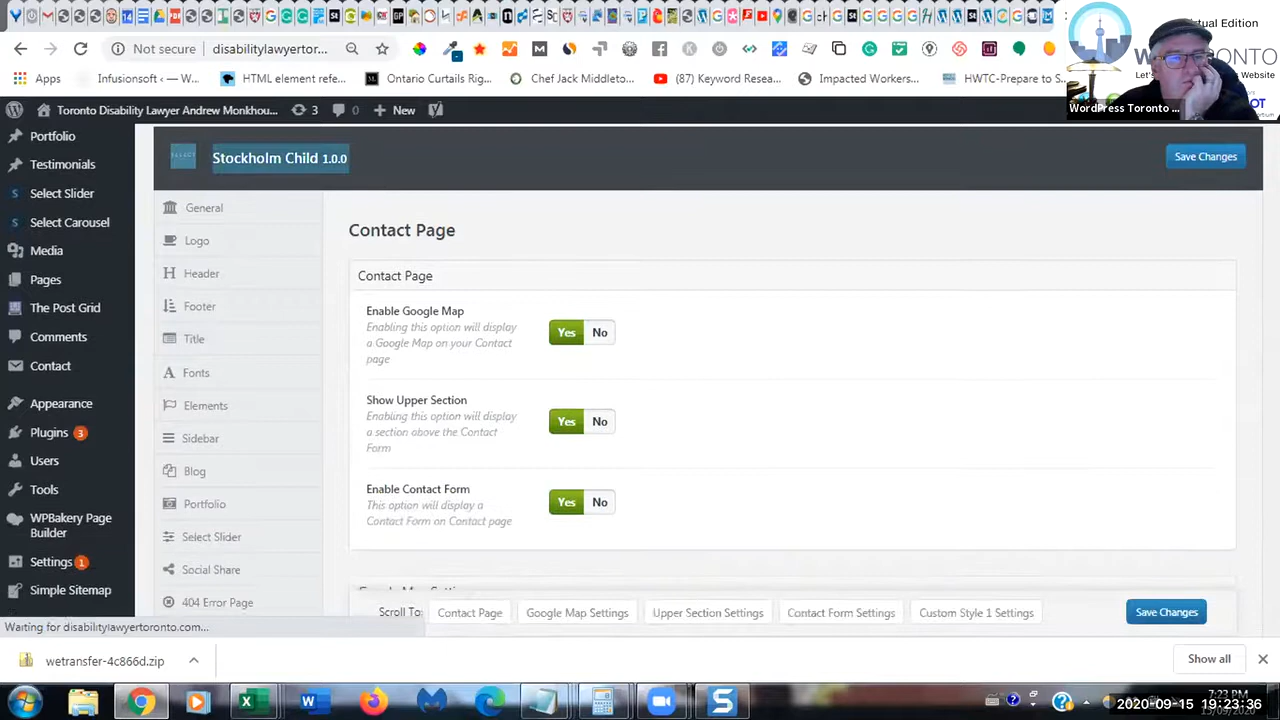 Not secure
disabilitylawyertor...
Apps
Infusionsoft ‹ — W...
HTML element refe...
Ontario Curtails Rig...
Chef Jack Middleto...
(87) Keyword Resea...
Impacted Workers...
HWTC-Prepare to S
Virtual Edition
TORONTO
Let's
Website
WordPress Toronto ...
Toronto Disability Lawyer Andrew Monkhou...
3
0
New
Portfolio
Testimonials
Select Slider
Select Carousel
Media
Pages
The Post Grid
Comments
Contact
Appearance
Plugins 3
Users
Tools
WPBakery Page
Builder
Settings 1
Simple Sitemap
Stockholm Child 1.0.0
Save Changes
General
Logo
Header
Footer
Title
Fonts
Elements
Sidebar
Blog
Portfolio
Select Slider
Social Share
404 Error Page
Contact Page
Contact Page
Enable Google Map
Enabling this option will display
a Google Map on your Contact
page
Yes No
Show Upper Section
Enabling this option will display
a section above the Contact
Form
Yes No
Enable Contact Form
This option will display a
Contact Form on Contact page
Yes No
Scroll To:
Contact Page
Google Map Settings
Upper Section Settings
Contact Form Settings
Custom Style 1 Settings
Save Changes
Waiting for disabilitylawyertoronto.com...
wetransfer-4c866d.zip
Show all
7:23 PM
2020-09-15 19:23:36